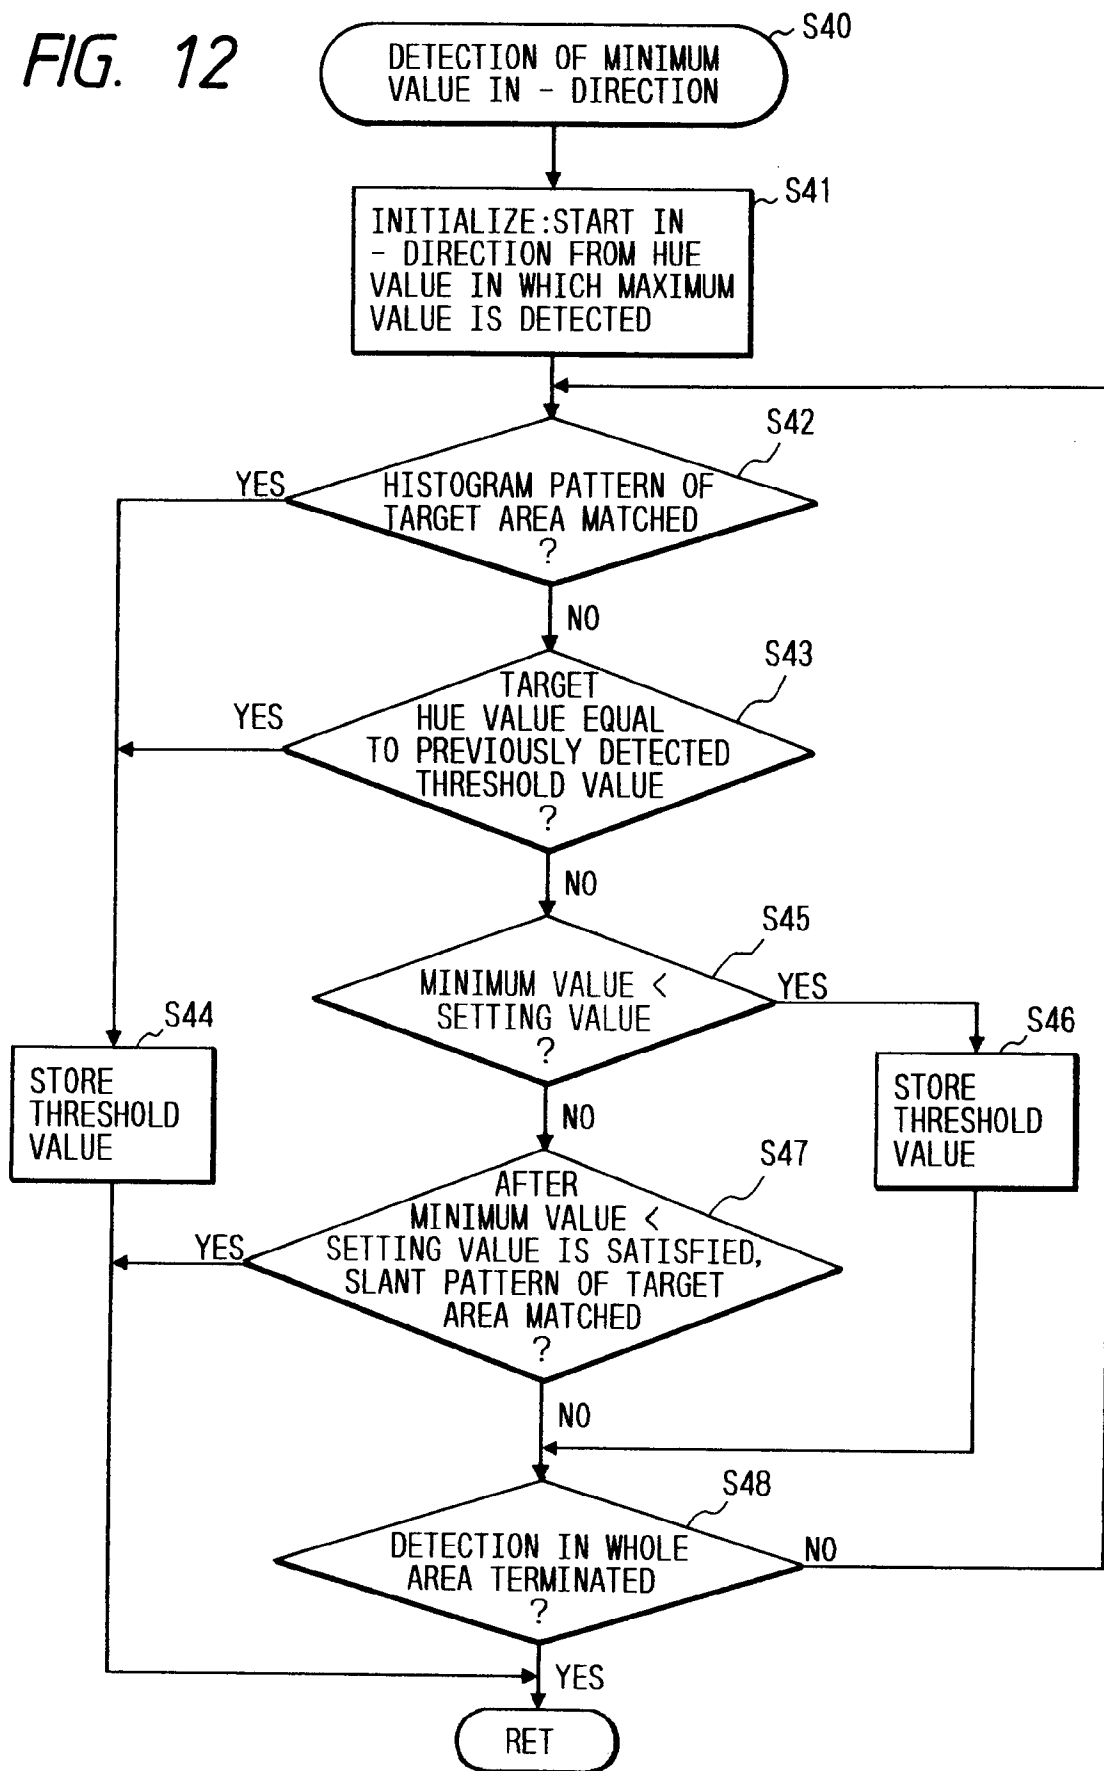 FIG. 12
S40
DETECTION OF MINIMUM
VALUE IN - DIRECTION
S41
INITIALIZE:START IN
- DIRECTION FROM HUE
VALUE IN WHICH MAXIMUM
VALUE IS DETECTED
S42
YES
HISTOGRAM PATTERN OF
TARGET AREA MATCHED
?
NO
S43
YES
TARGET
HUE VALUE EQUAL
TO PREVIOUSLY DETECTED
THRESHOLD VALUE
?
NO
S45
MINIMUM VALUE <
SETTING VALUE
?
YES
NO
S44
STORE
THRESHOLD
VALUE
S46
STORE
THRESHOLD
VALUE
S47
YES
AFTER
MINIMUM VALUE <
SETTING VALUE IS SATISFIED,
SLANT PATTERN OF TARGET
AREA MATCHED
?
NO
S48
DETECTION IN WHOLE
AREA TERMINATED
?
NO
YES
RET